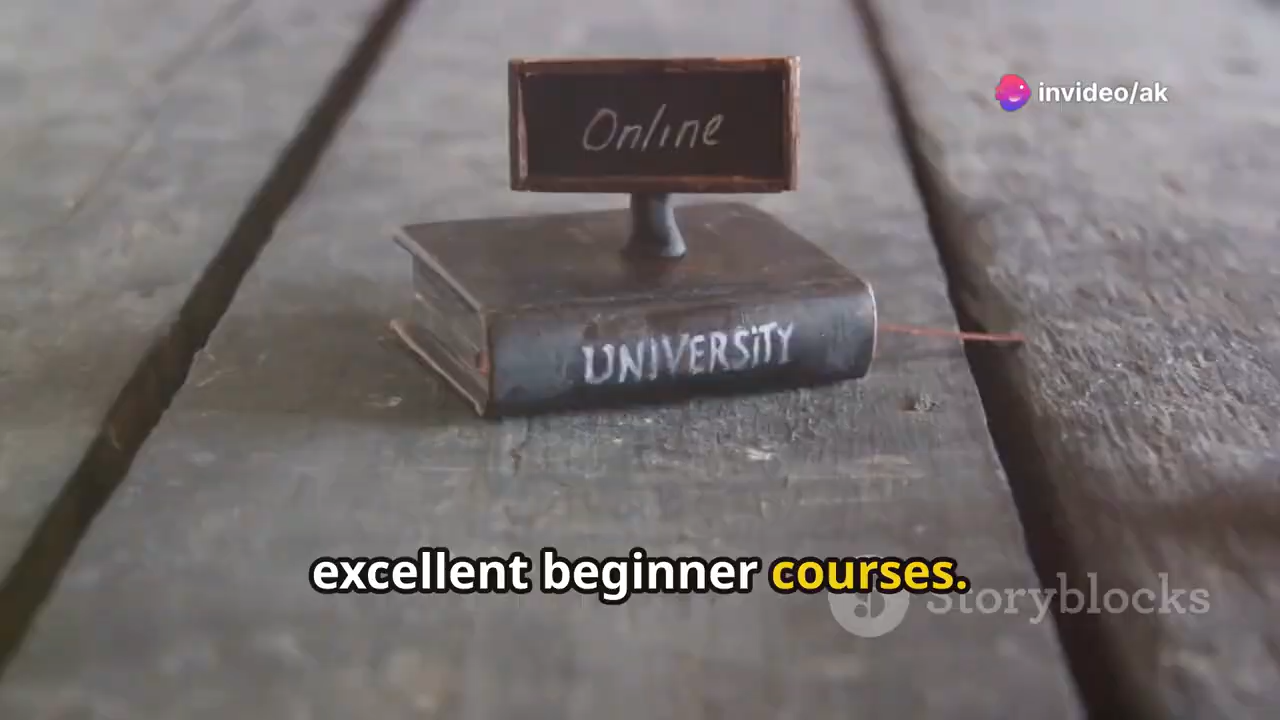 Online
invideo/ak
UNIVERSITY
excellent beginner courses.
Storyblocks